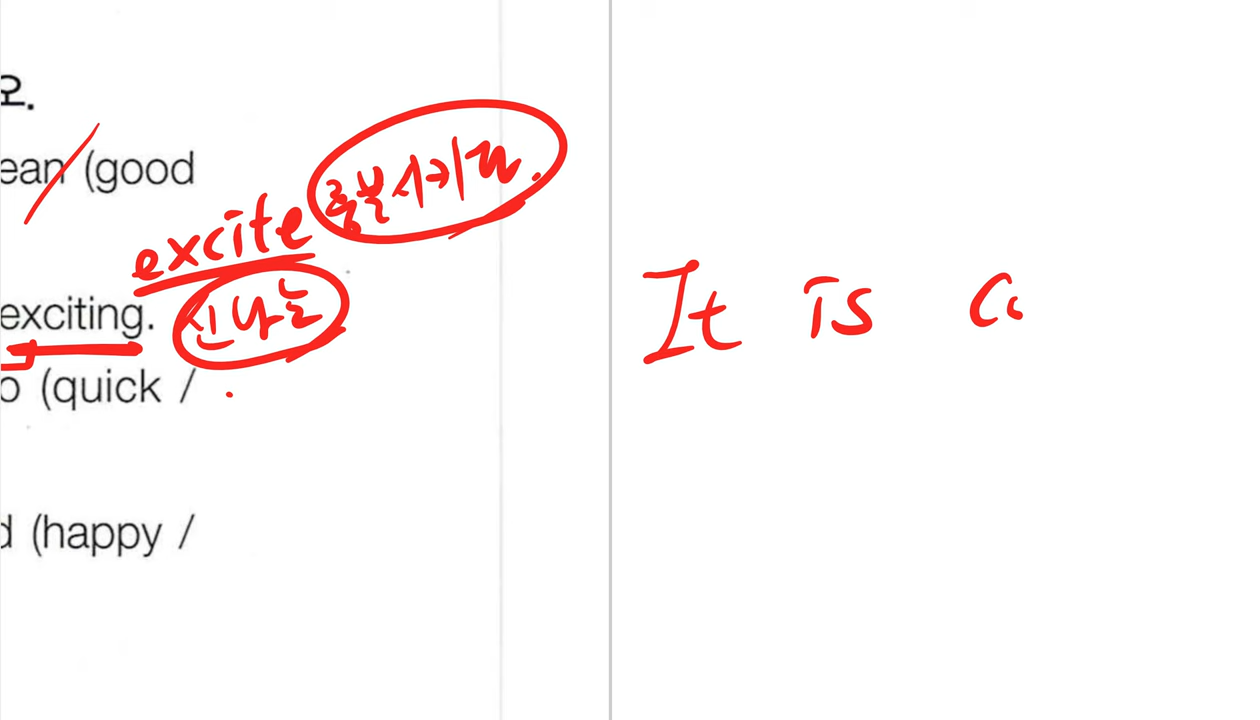 오.
ean (good
excite 흥분시키다.
exciting. 신나는
o (quick /
d (happy /
It is